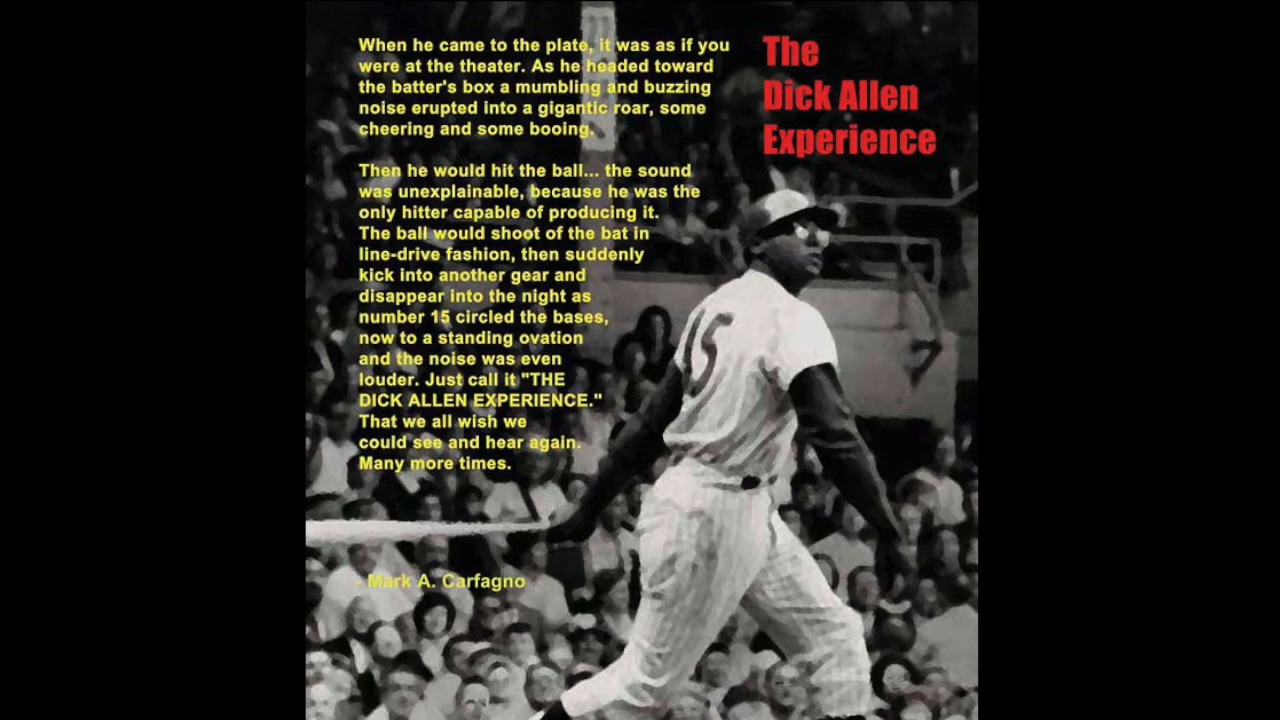 The
Dick Allen
Experience
When he came to the plate, it was as if you
were at the theater. As he headed toward
the batter's box a mumbling and buzzing
noise erupted into a gigantic roar, some
cheering and some booing.
Then he would hit the ball... the sound
was unexplainable, because he was the
only hitter capable of producing it.
The ball would shoot of the bat in
line-drive fashion, then suddenly
kick into another gear and
disappear into the night as
number 15 circled the bases,
now to a standing ovation
and the noise was even
louder. Just call it "THE
DICK ALLEN EXPERIENCE."
That we all wish we
could see and hear again.
Many more times.
- Mark A. Carfagno
15